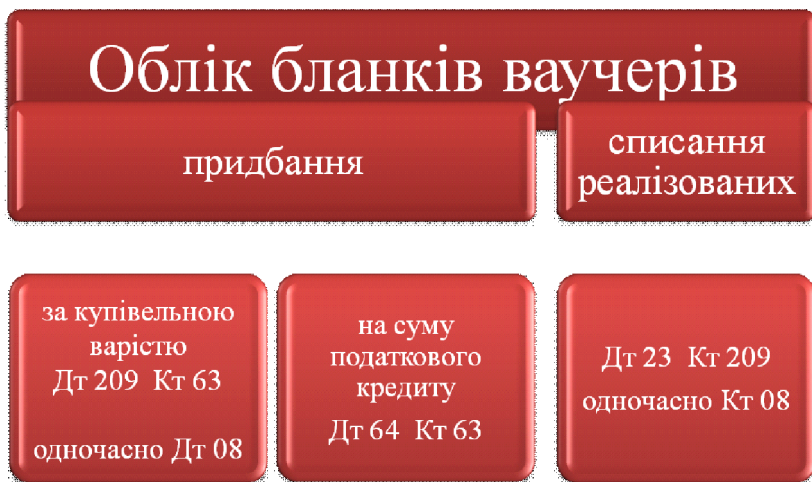 Облік бланків ваучерів
придбання
списання
реалізованих
за купівельною
варістю
Дт 209 Кт 63
одночасно Дт 08
на суму
податкового
кредиту
Дт 64 Кт 63
Дт 23 Кт 209
одночасно Кт 08